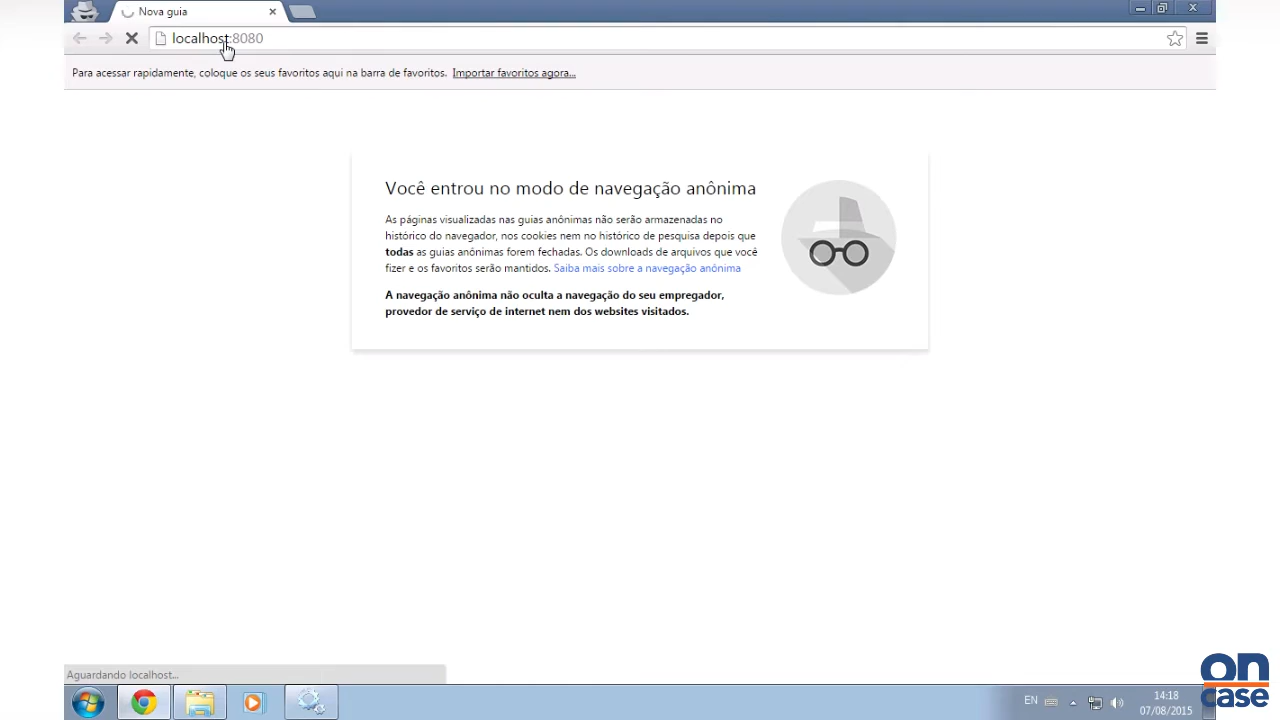 Nova guia
localhost:8080
Para acessar rapidamente, coloque os seus favoritos aqui na barra de favoritos. Importar favoritos agora...
Você entrou no modo de navegação anônima
As páginas visualizadas nas guias anônimas não serão armazenadas no
histórico do navegador, nos cookies nem no histórico de pesquisa depois que
todas as guias anônimas forem fechadas. Os downloads de arquivos que você
fizer e os favoritos serão mantidos. Saiba mais sobre a navegação anônima
A navegação anônima não oculta a navegação do seu empregador,
provedor de serviço de internet nem dos websites visitados.
Aguardando localhost...
EN
14:18
07/08/2015
on
case